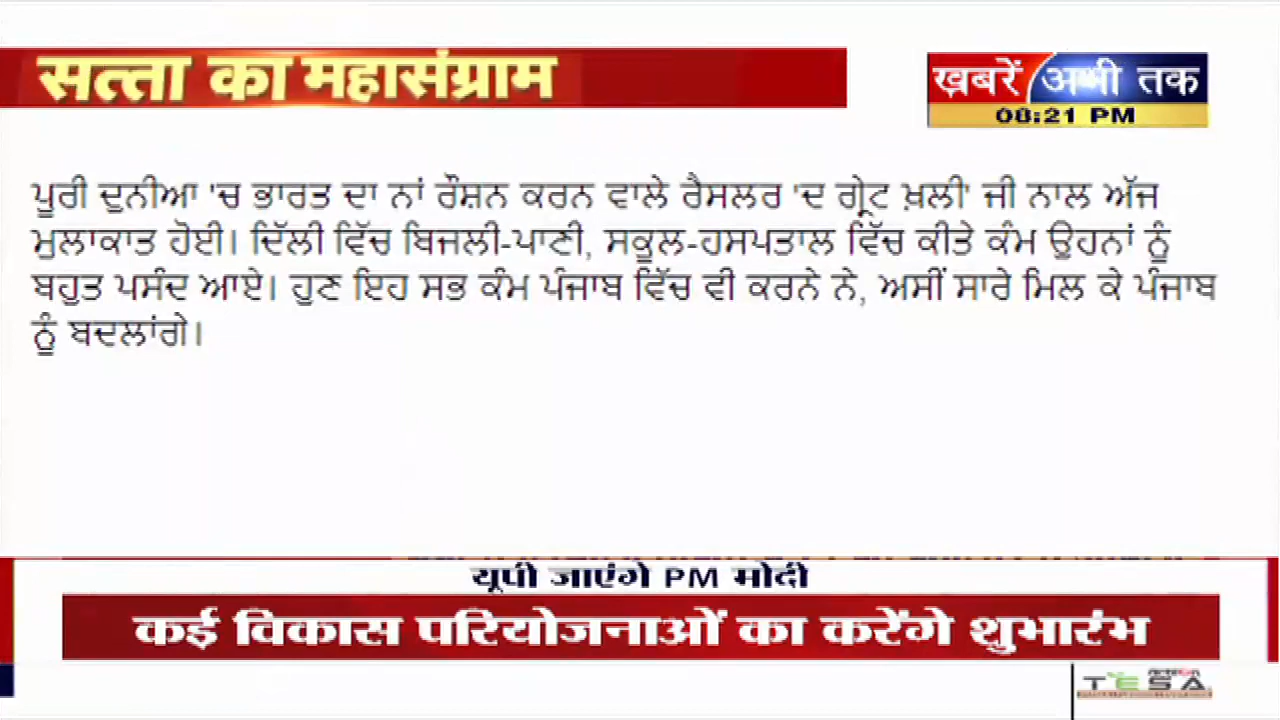 सत्ता का महासंग्राम
ख़बरें अभी तक
08:21 PM
ਪੂਰੀ ਦੁਨੀਆ 'ਚ ਭਾਰਤ ਦਾ ਨਾਂ ਰੌਸ਼ਨ ਕਰਨ ਵਾਲੇ ਰੈਸਲਰ 'ਦ ਗ੍ਰੇਟ ਖ਼ਲੀ' ਜੀ ਨਾਲ ਅੱਜ
ਮੁਲਾਕਾਤ ਹੋਈ। ਦਿੱਲੀ ਵਿੱਚ ਬਿਜਲੀ-ਪਾਣੀ, ਸਕੂਲ-ਹਸਪਤਾਲ ਵਿੱਚ ਕੀਤੇ ਕੰਮ ਉਹਨਾਂ ਨੂੰ
ਬਹੁਤ ਪਸੰਦ ਆਏ। ਹੁਣ ਇਹ ਸਭ ਕੰਮ ਪੰਜਾਬ ਵਿੱਚ ਵੀ ਕਰਨੇ ਨੇ, ਅਸੀਂ ਸਾਰੇ ਮਿਲ ਕੇ ਪੰਜਾਬ
ਨੂੰ ਬਦਲਾਂਗੇ।
यूपी जाएंगे PM मोदी
कई विकास परियोजनाओं का करेंगे शुभारंभ
TESA